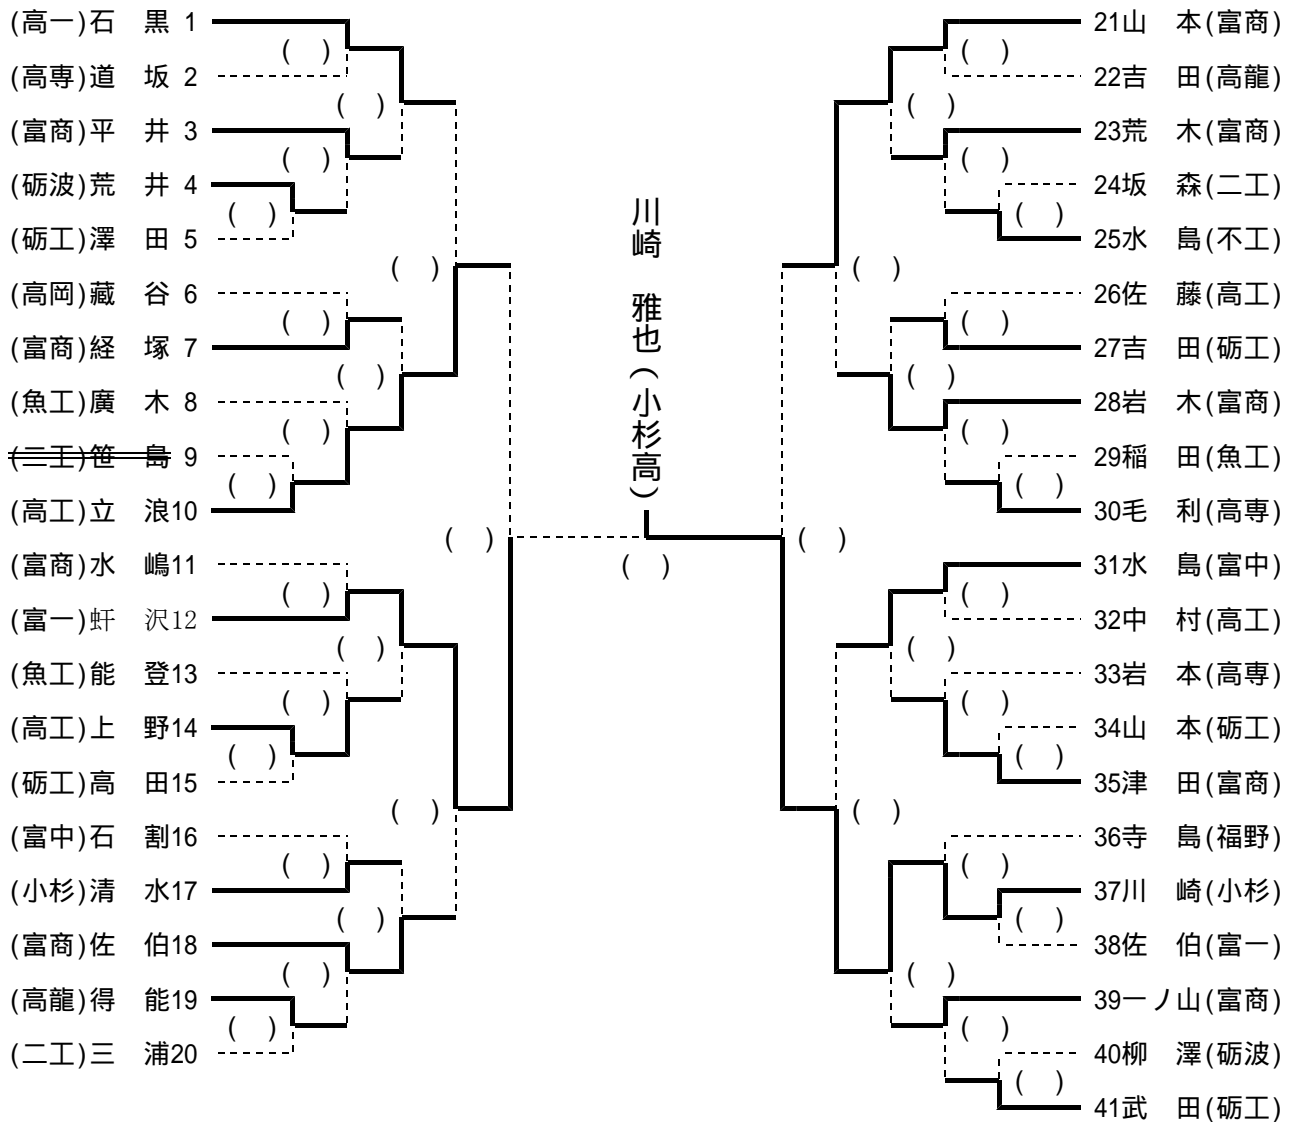 (高一)石　黒 1
(　)
(高専)道　坂 2
(　)
(富商)平　井 3
(　)
(砺波)荒　井 4
(　)
(砺工)澤　田 5
(　)
(高岡)藏　谷 6
(　)
(富商)経　塚 7
(　)
(魚工)廣　木 8
(　)
(二工)笹　島 9
(　)
(高工)立　浪10
(　)
(富商)水　嶋11
(　)
(富一)蚈　沢12
(　)
(魚工)能　登13
(　)
(高工)上　野14
(　)
(砺工)高　田15
(　)
(富中)石　割16
(　)
(小杉)清　水17
(　)
(富商)佐　伯18
(　)
(高龍)得　能19
(　)
(二工)三　浦20
川崎　雅也(小杉高)
(　)
21山　本(富商)
(　)
22吉　田(高龍)
(　)
23荒　木(富商)
(　)
24坂　森(二工)
(　)
25水　島(不工)
(　)
26佐　藤(高工)
(　)
27吉　田(砺工)
(　)
28岩　木(富商)
(　)
29稲　田(魚工)
(　)
30毛　利(高専)
(　)
31水　島(富中)
(　)
32中　村(高工)
(　)
33岩　本(高専)
(　)
34山　本(砺工)
(　)
35津　田(富商)
(　)
36寺　島(福野)
(　)
37川　崎(小杉)
(　)
38佐　伯(富一)
(　)
39一ノ山(富商)
(　)
40柳　澤(砺波)
(　)
41武　田(砺工)